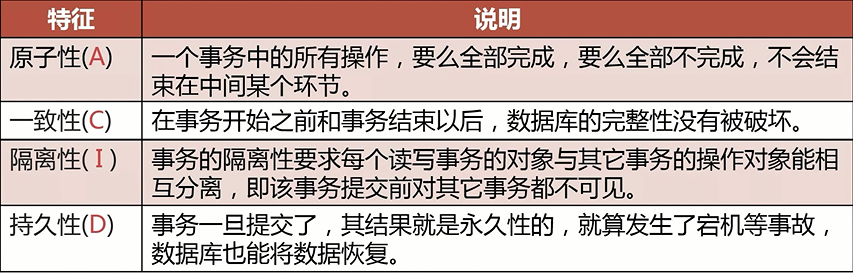 特征 说明
原子性(A) 一个事务中的所有操作，要么全部完成，要么全部不完成，不会结
束在中间某个环节。
一致性(C) 在事务开始之前和事务结束以后，数据库的完整性没有被破坏。
隔离性(I) 事务的隔离性要求每个读写事务的对象与其它事务的操作对象能相
互分离，即该事务提交前对其它事务都不可见。
持久性(D) 事务一旦提交了，其结果就是永久性的，就算发生了宕机等事故，
数据库也能将数据恢复。